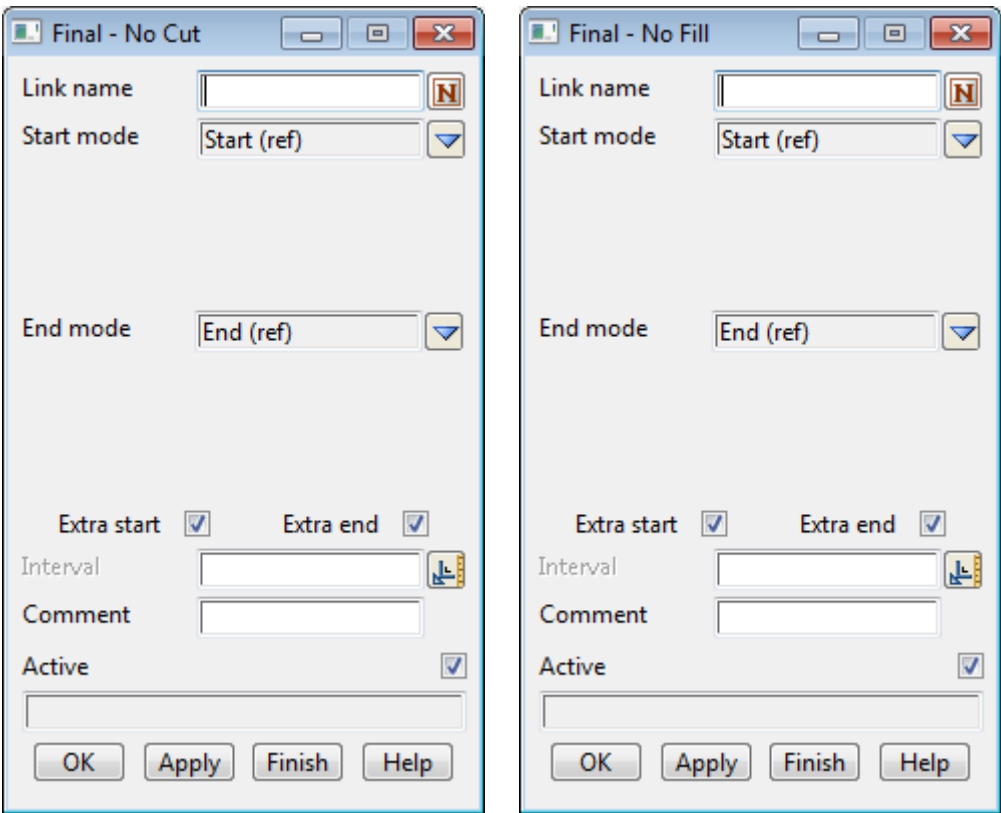 Final - No Cut
Link name
N
Start mode
Start (ref)
End mode
End (ref)
Extra start
Extra end
Interval
Comment
Active
OK
Apply
Finish
Help
Final - No Fill
Link name
N
Start mode
Start (ref)
End mode
End (ref)
Extra start
Extra end
Interval
Comment
Active
OK
Apply
Finish
Help